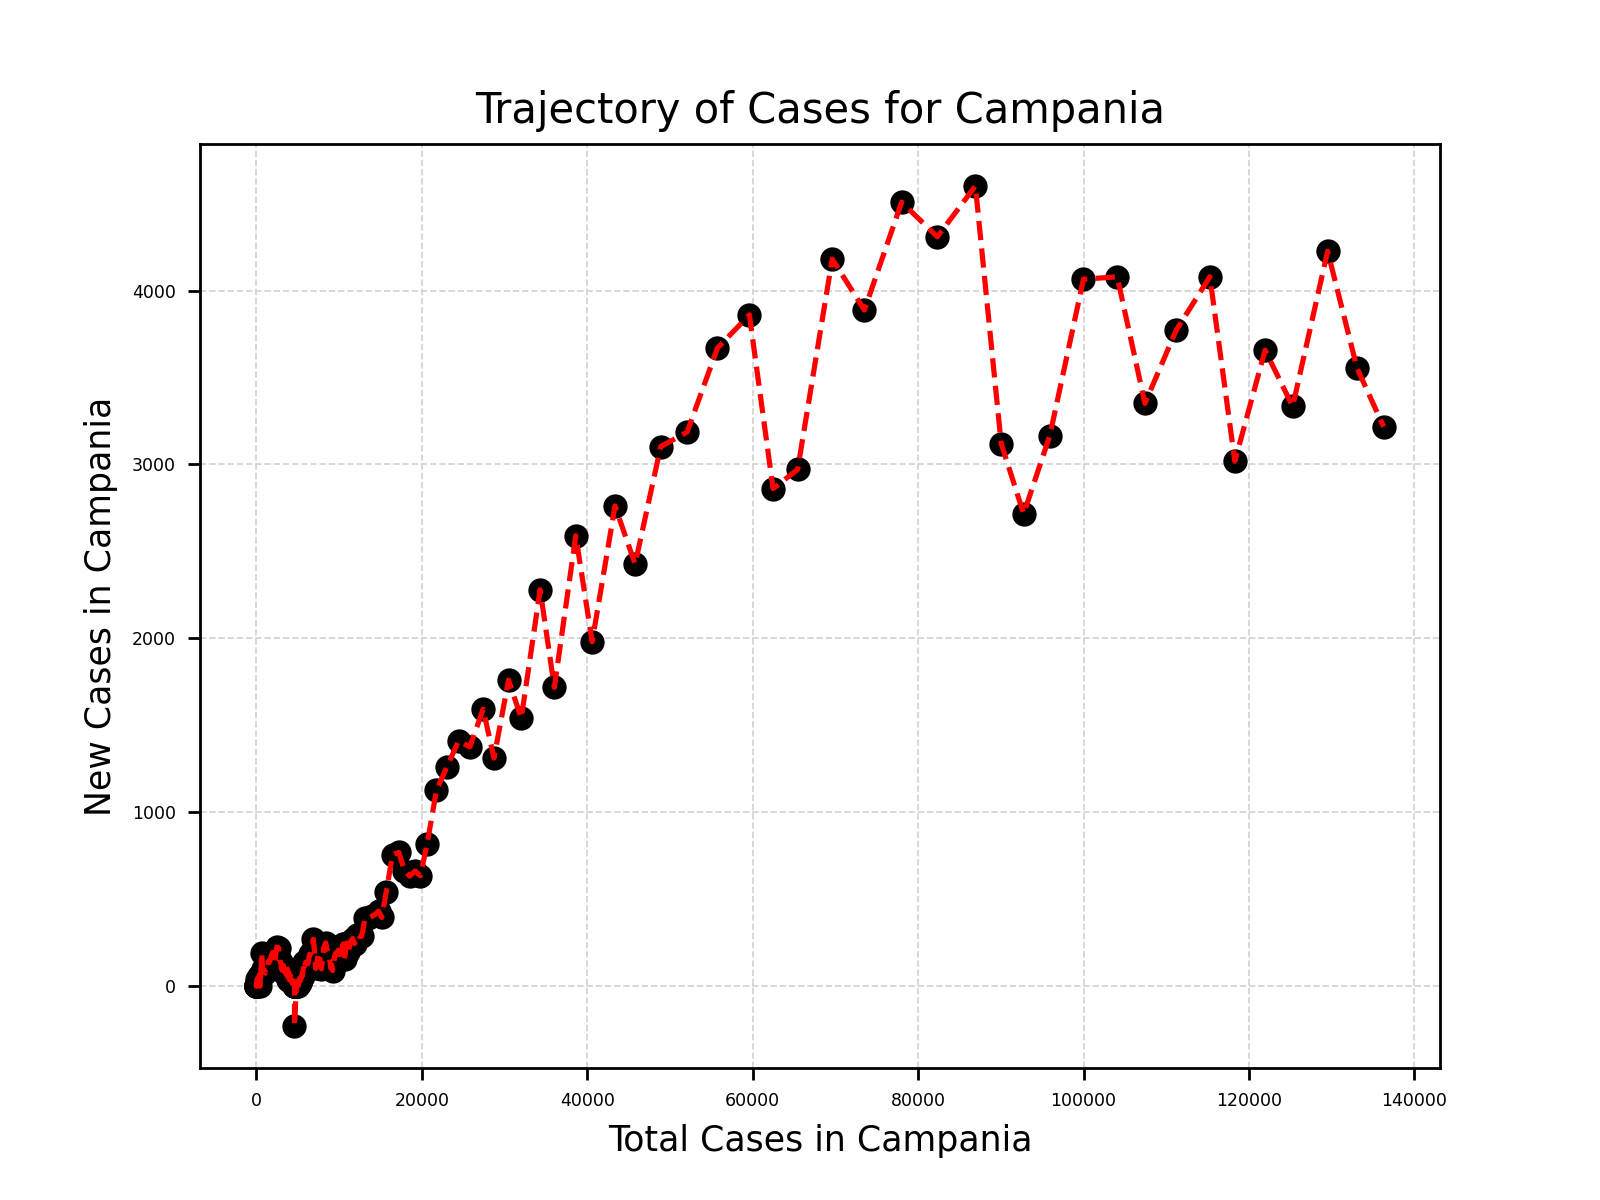 Trajectory of Cases for Campania
New Cases in Campania
4000
3000
2000
1000
0
0 20000 40000 60000 80000 100000 120000 140000
Total Cases in Campania